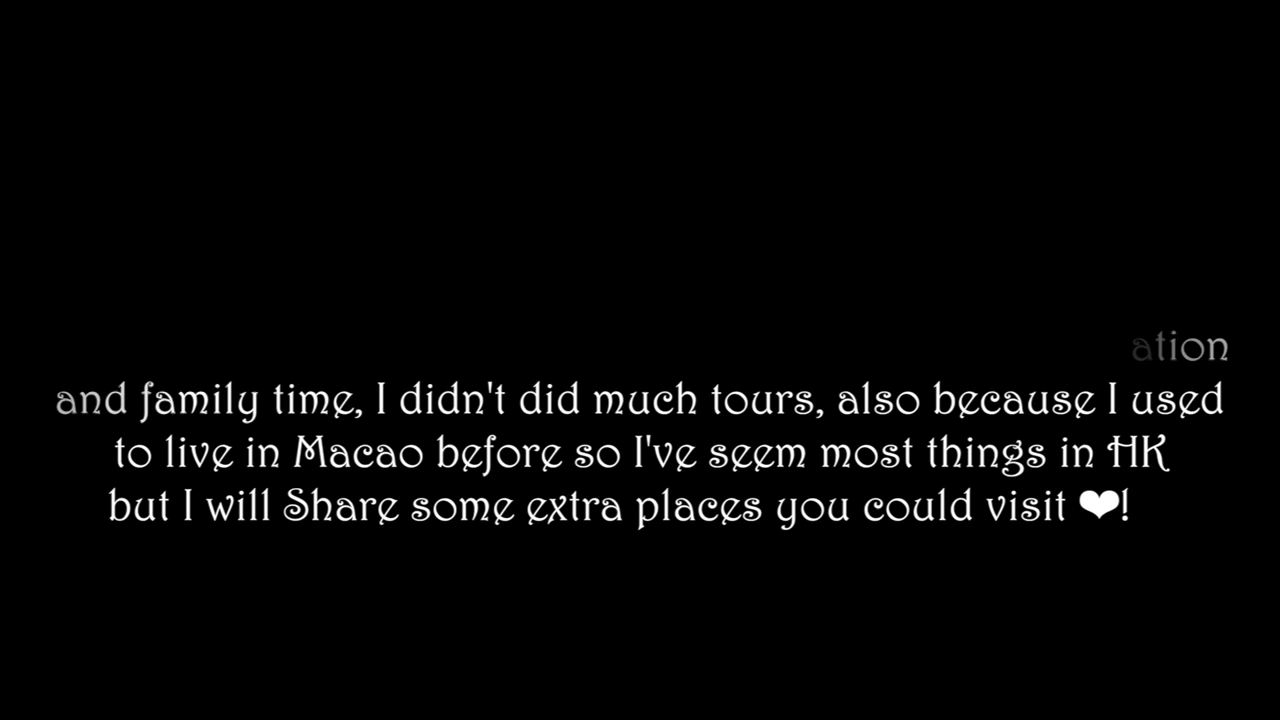 ation
and family time, I didn't did much tours, also because I used
to live in Macao before so I've seem most things in HK
but I will Share some extra places you could visit ❤!